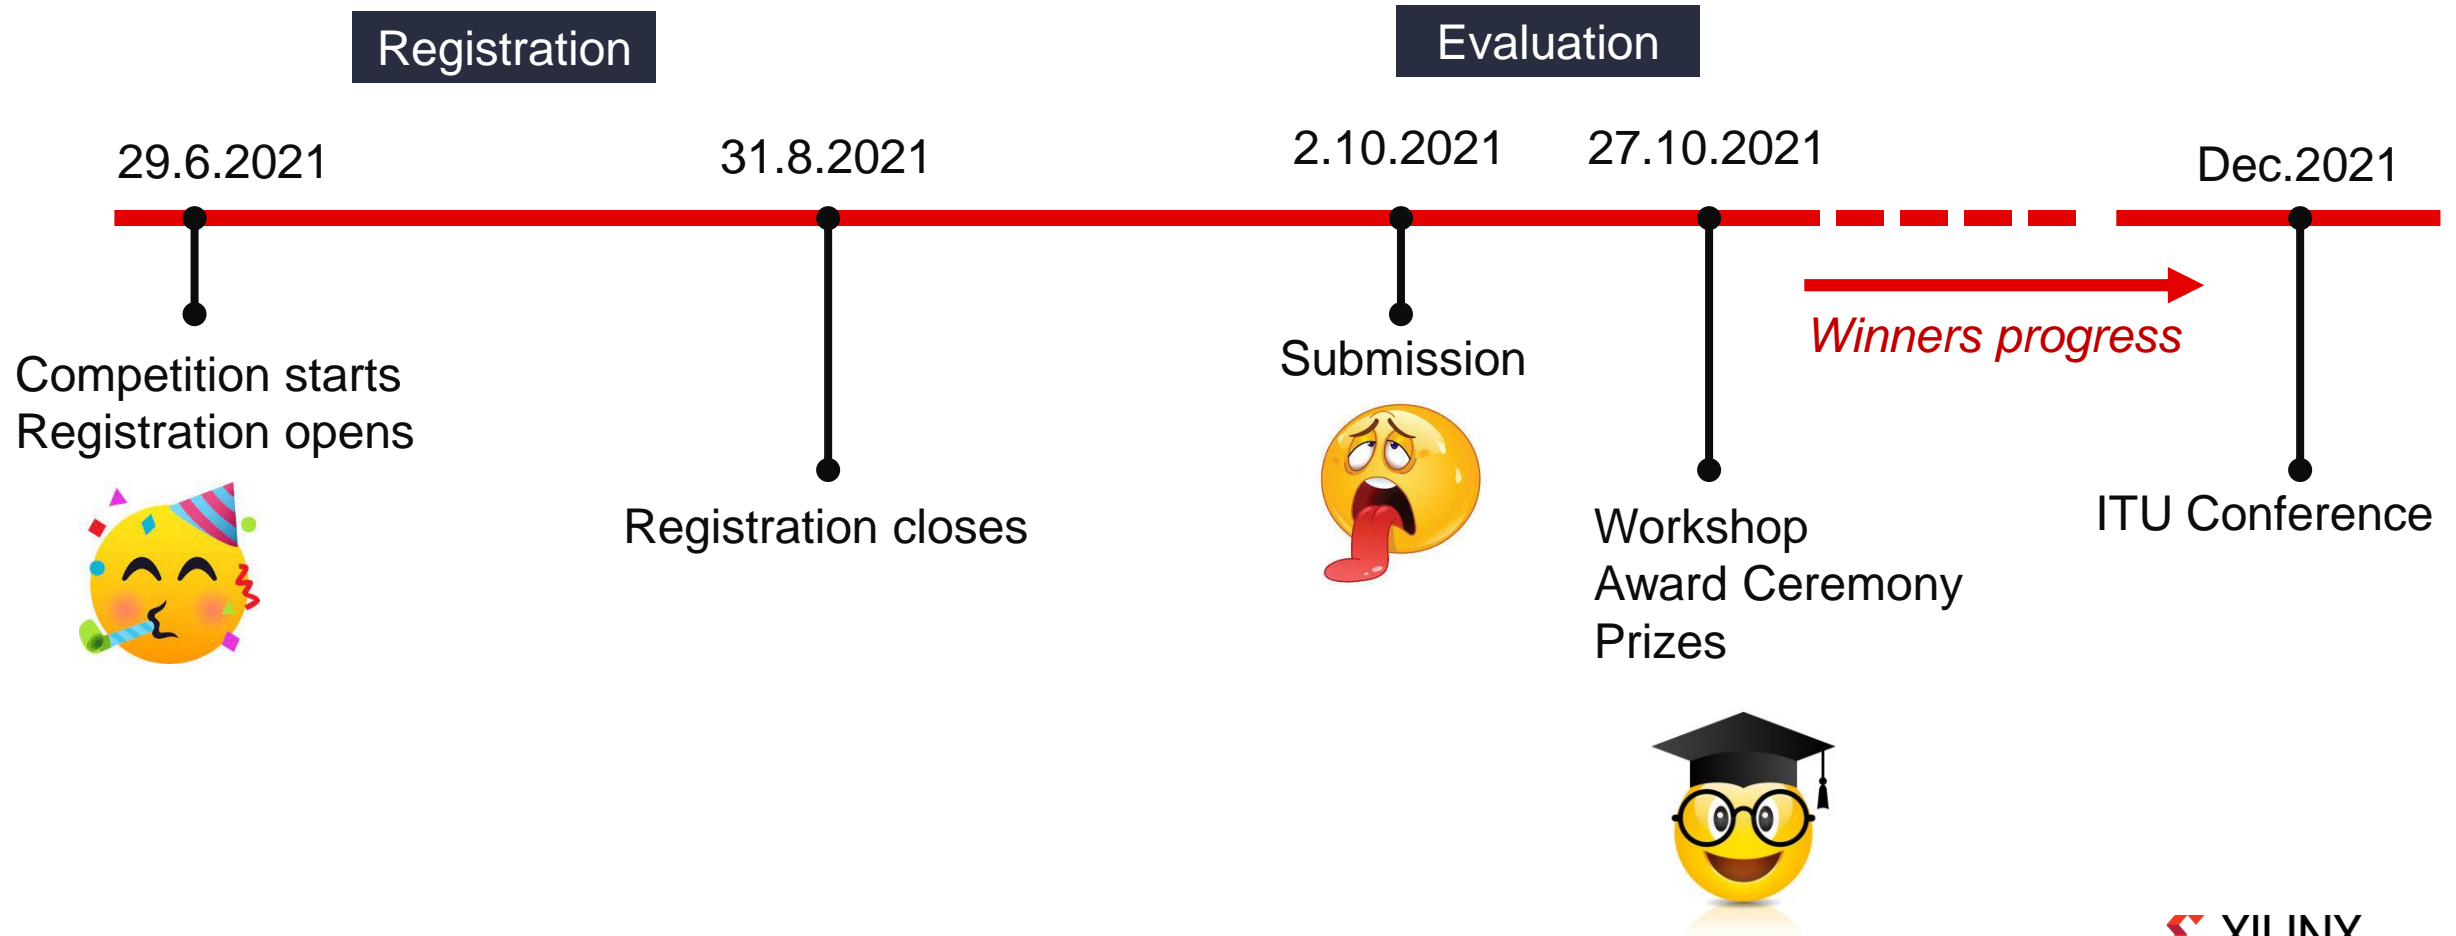 Registration
Evaluation
29.6.2021
31.8.2021
2.10.2021
27.10.2021
Dec.2021
Winners progress
Competition starts
Registration opens
Submission
Registration closes
Workshop
Award Ceremony
Prizes
ITU Conference
XILINX